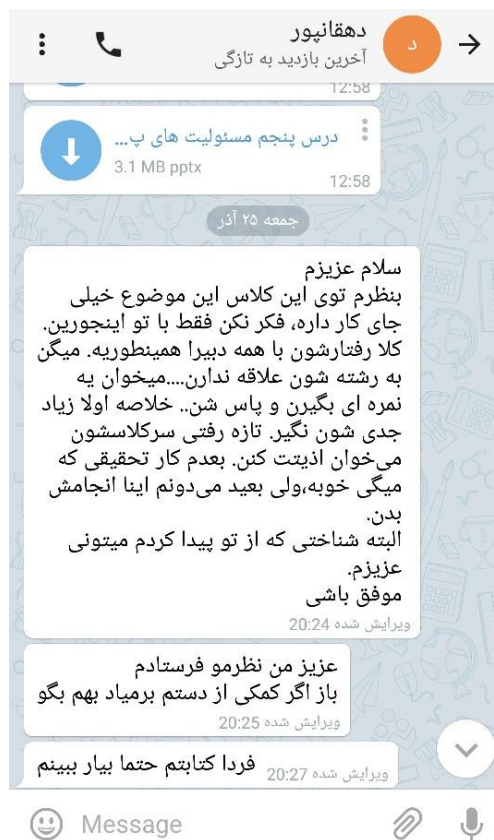 دهقانپور
د
آخرین بازدید به تازگی
12:58
درس پنجم مسئولیت های پ...
3.1 MB pptx
12:58
جمعه ۲۵ آذر
سلام عزیزم
بنظرم توی این کلاس این موضوع خیلی
جای کار داره، فکر نکن فقط با تو اینجورین.
کلا رفتارشون با همه دبیرا همینطوریه. میگن
به رشته شون علاقه ندارن....میخوان یه
نمره ای بگیرن و پاس شن.. خلاصه اولا زیاد
جدی شون نگیر. تازه رفتی سرکلاسشون
می‌خوان اذیتت کنن. بعدم کار تحقیقی که
میگی خوبه،ولی بعید می‌دونم اینا انجامش
بدن.
البته شناختی که از تو پیدا کردم میتونی
عزیزم.
موفق باشی
ویرایش شده 20:24
عزیز من نظرمو فرستادم
باز اگر کمکی از دستم برمیاد بهم بگو
ویرایش شده 20:25
فردا کتابتم حتما بیار ببینم
ویرایش شده 20:27
Message